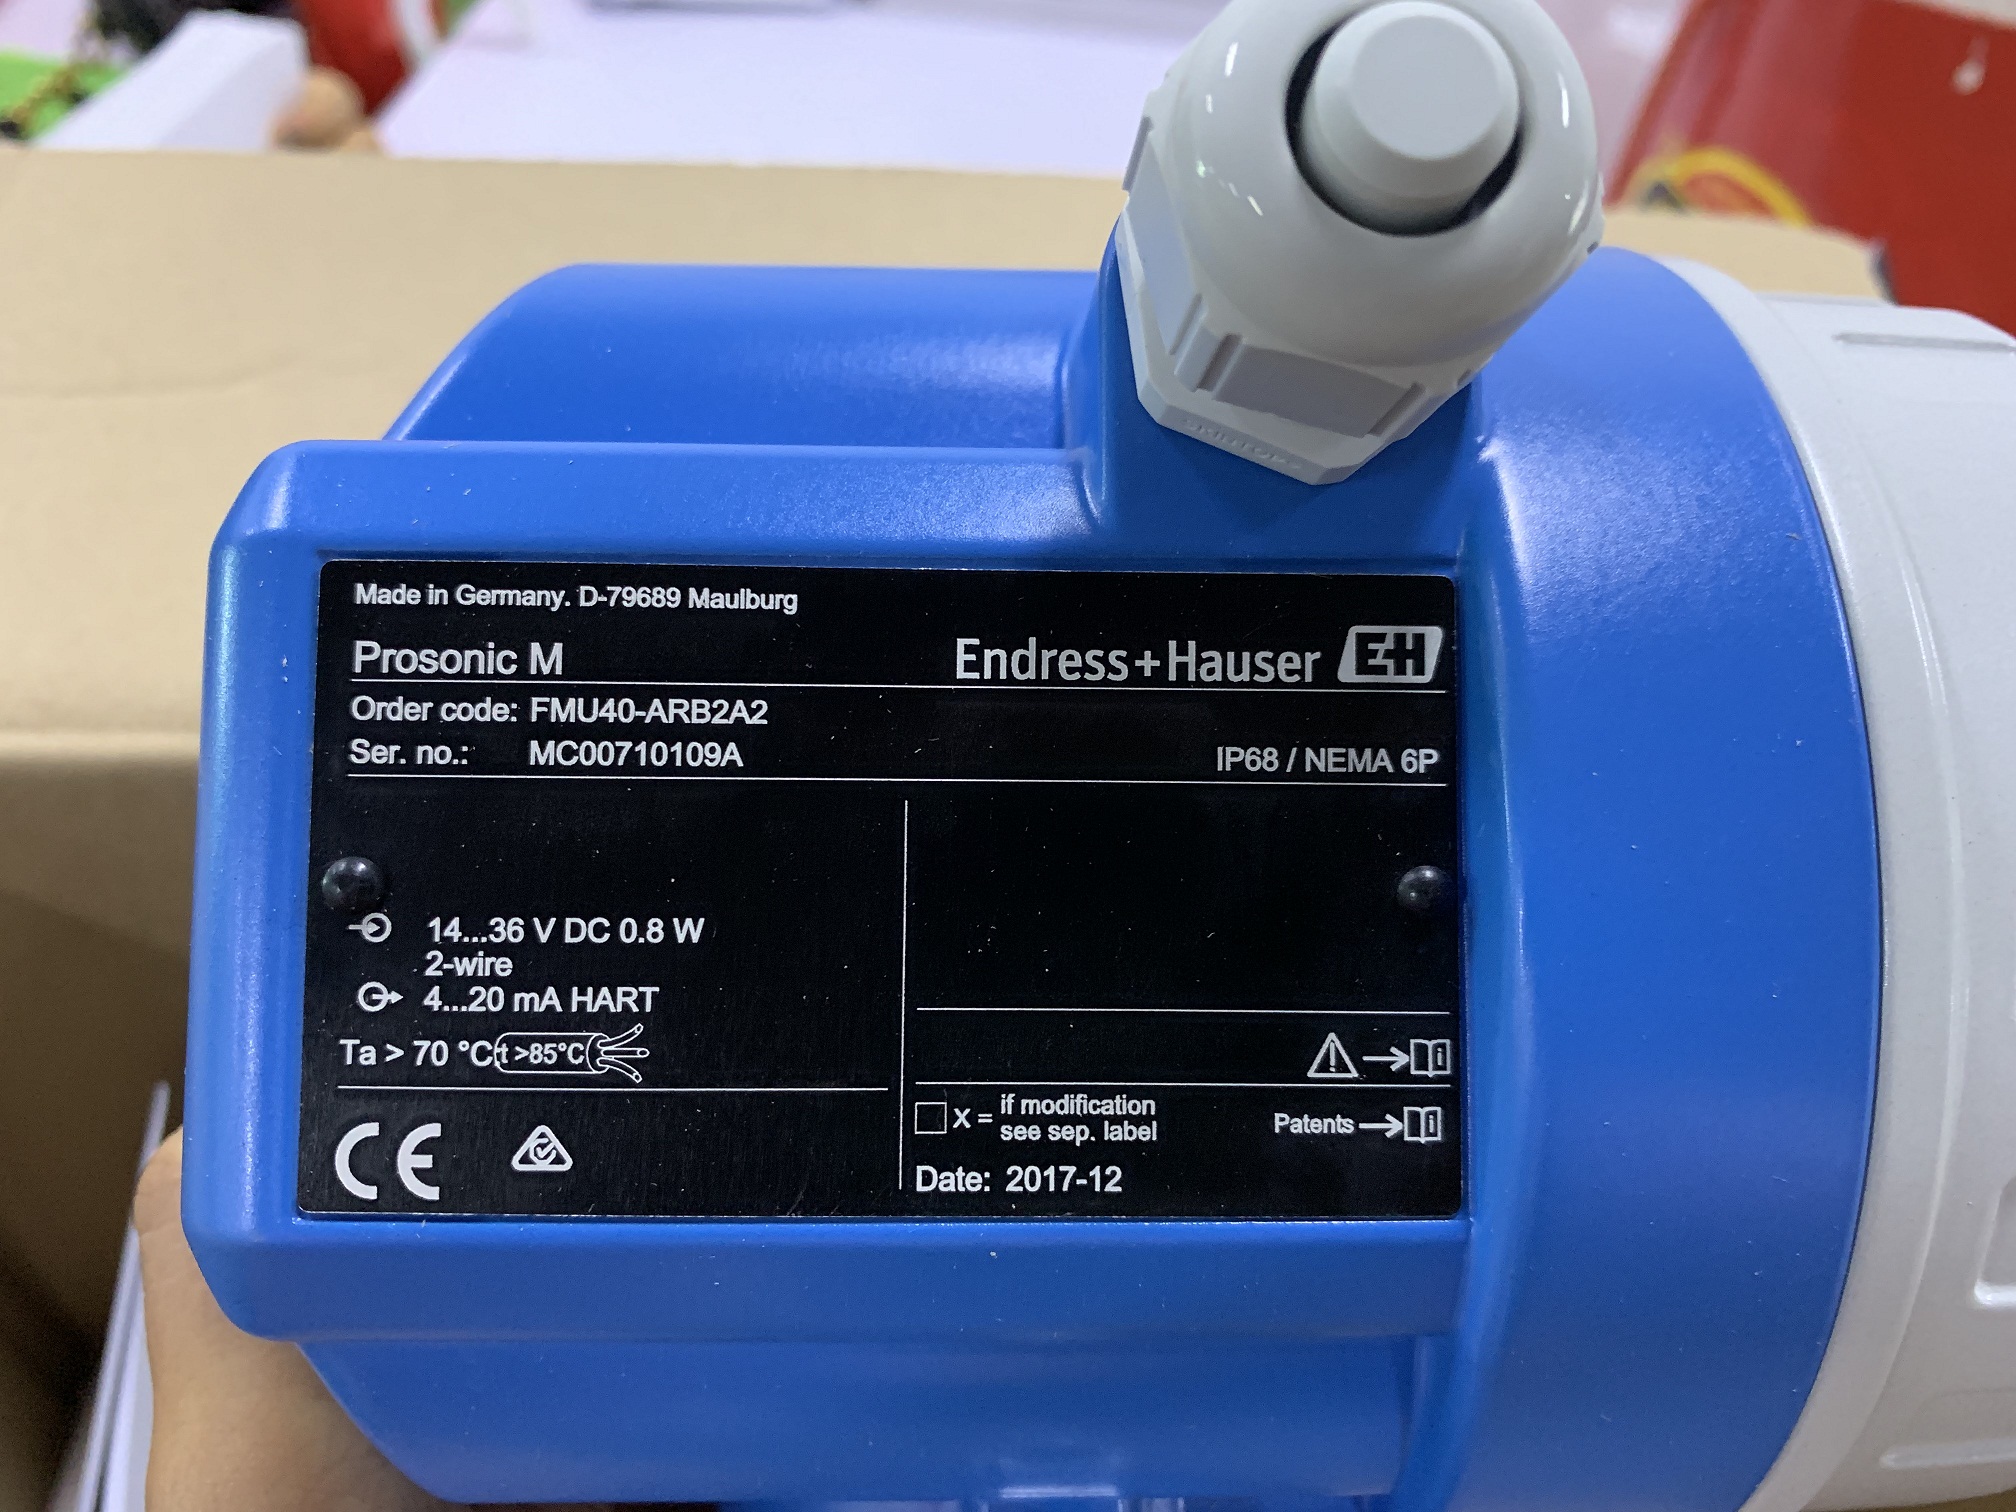 Made in Germany. D-79689 Maulburg
Prosonic M
Endress+Hauser EH
Order code: FMU40-ARB2A2
Ser. no.: MC00710109A
IP68 / NEMA 6P
14...36 V DC 0.8 W
2-wire
4...20 mA HART
Ta > 70 °C t >85°C
CE
x = if modification
see sep. label
Patents
Date: 2017-12